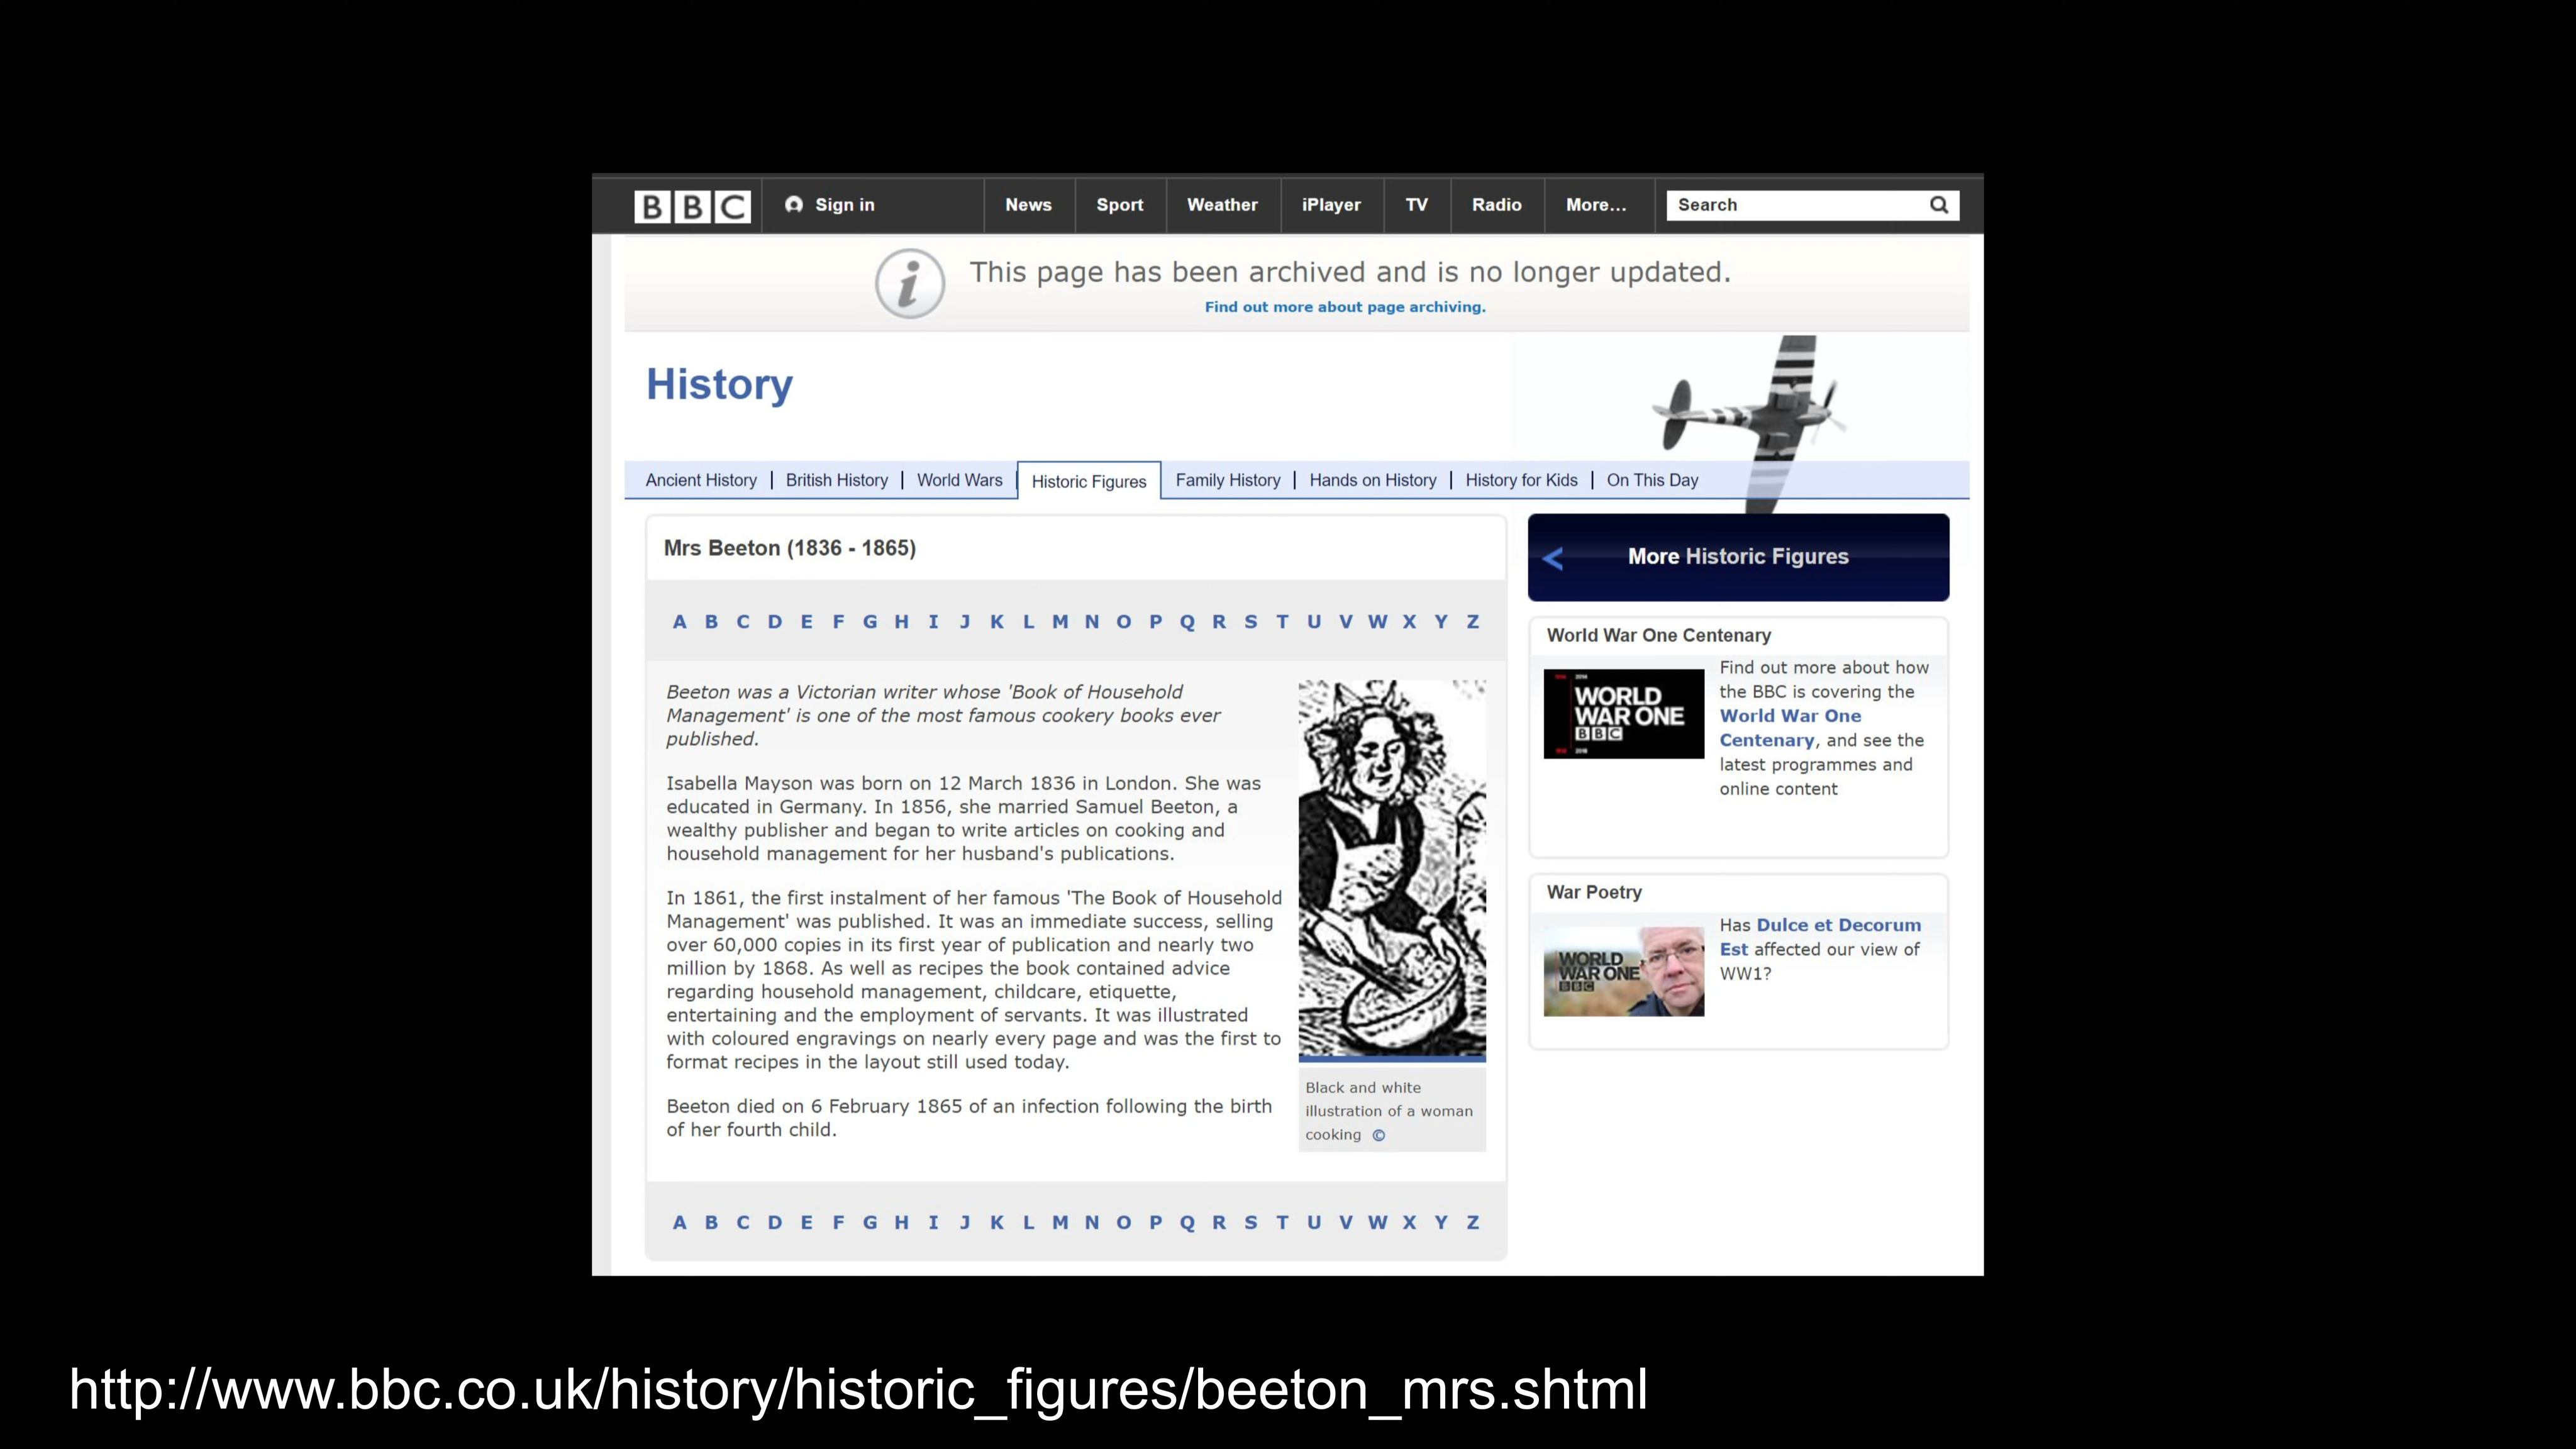 BBC
Sign in
News
Sport
Weather
iPlayer
TV
Radio
More...
Search
This page has been archived and is no longer updated.
Find out more about page archiving.
History
Ancient History | British History | World Wars | Historic Figures | Family History | Hands on History | History for Kids | On This Day
Mrs Beeton (1836 - 1865)
A B C D E F G H I J K L M N O P Q R S T U V W X Y Z
Beeton was a Victorian writer whose 'Book of Household
Management' is one of the most famous cookery books ever
published.
Isabella Mayson was born on 12 March 1836 in London. She was
educated in Germany. In 1856, she married Samuel Beeton, a
wealthy publisher and began to write articles on cooking and
household management for her husband's publications.
In 1861, the first instalment of her famous 'The Book of Household
Management' was published. It was an immediate success, selling
over 60,000 copies in its first year of publication and nearly two
million by 1868. As well as recipes the book contained advice
regarding household management, childcare, etiquette,
entertaining and the employment of servants. It was illustrated
with coloured engravings on nearly every page and was the first to
format recipes in the layout still used today.
Beeton died on 6 February 1865 of an infection following the birth
of her fourth child.
Black and white
illustration of a woman
cooking ©
A B C D E F G H I J K L M N O P Q R S T U V W X Y Z
More Historic Figures
World War One Centenary
2014
WORLD
WAR ONE
BBC
2018
Find out more about how
the BBC is covering the
World War One
Centenary, and see the
latest programmes and
online content
War Poetry
WORLD
WAR ONE
BBC
Has Dulce et Decorum
Est affected our view of
WW1?
http://www.bbc.co.uk/history/historic_figures/beeton_mrs.shtml